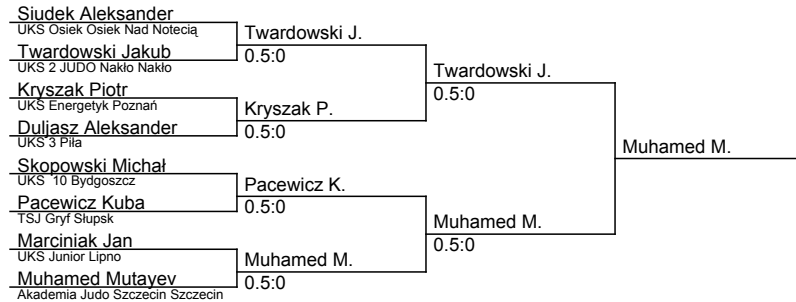 Siudek Aleksander
UKS Osiek Osiek Nad Notecią
Twardowski J.
Twardowski Jakub
0.5:0
UKS 2 JUDO Nakło Nakło
Twardowski J.
Kryszak Piotr
0.5:0
UKS Energetyk Poznań
Kryszak P.
Duljasz Aleksander
0.5:0
UKS 3 Piła
Muhamed M.
Skopowski Michał
UKS 10 Bydgoszcz
Pacewicz K.
Pacewicz Kuba
0.5:0
TSJ Gryf Słupsk
Muhamed M.
Marciniak Jan
0.5:0
UKS Junior Lipno
Muhamed M.
Muhamed Mutayev
0.5:0
Akademia Judo Szczecin Szczecin